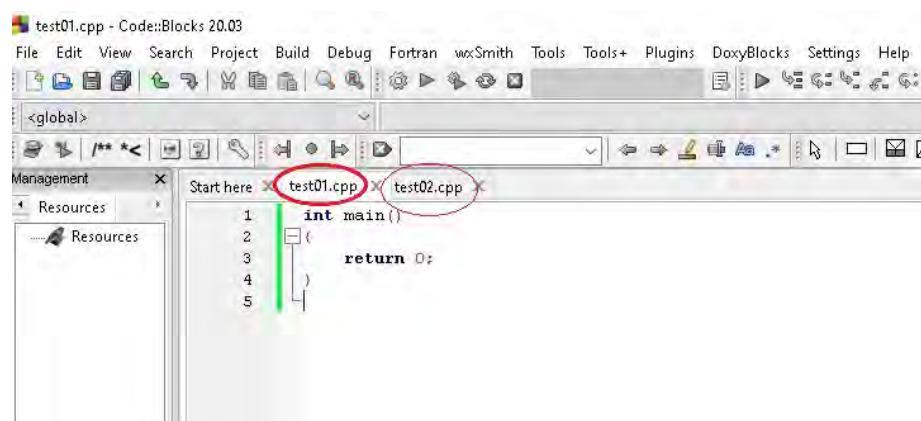 test01.cpp - Code::Blocks 20.03
File Edit View Search Project Build Debug Fortran wxSmith Tools Tools+ Plugins DoxyBlocks Settings Help
<global>
/** *<
Management
Start here test01.cpp test02.cpp
Resources
Resources
1 int main()
2 {
3 return 0;
4 }
5